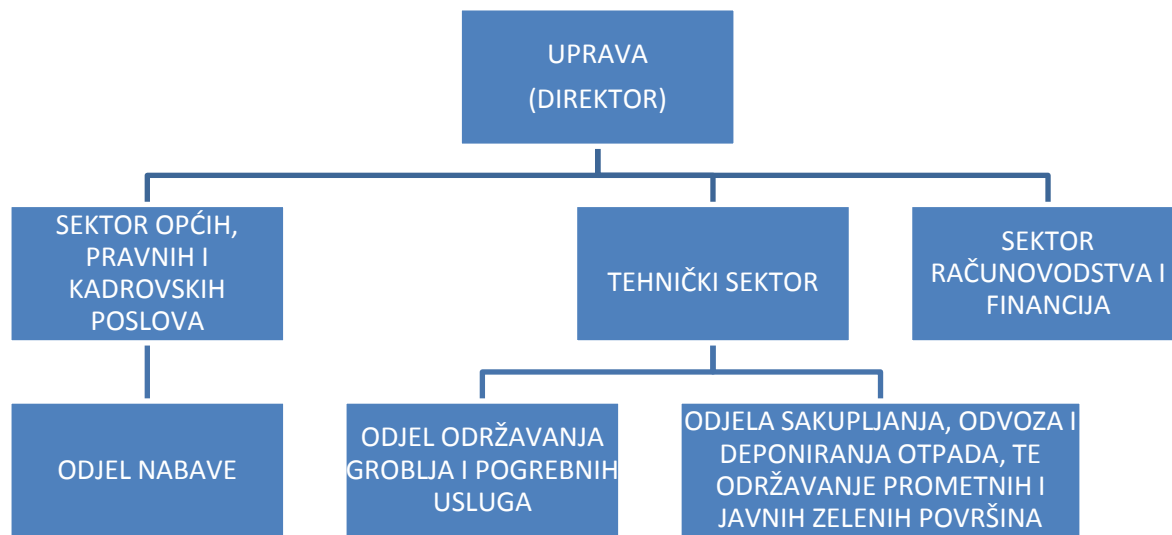 UPRAVA
(DIREKTOR)
SEKTOR OPĆIH,
PRAVNIH I
KADROVSKIH
POSLOVA
TEHNIČKI SEKTOR
SEKTOR
RAČUNOVODSTVA I
FINANCIJA
ODJEL NABAVE
ODJEL ODRŽAVANJA
GROBLJA I POGREBNIH
USLUGA
ODJELA SAKUPLJANJA, ODVOZA I
DEPONIRANJA OTPADA, TE
ODRŽAVANJE PROMETNIH I
JAVNIH ZELENIH POVRŠINA